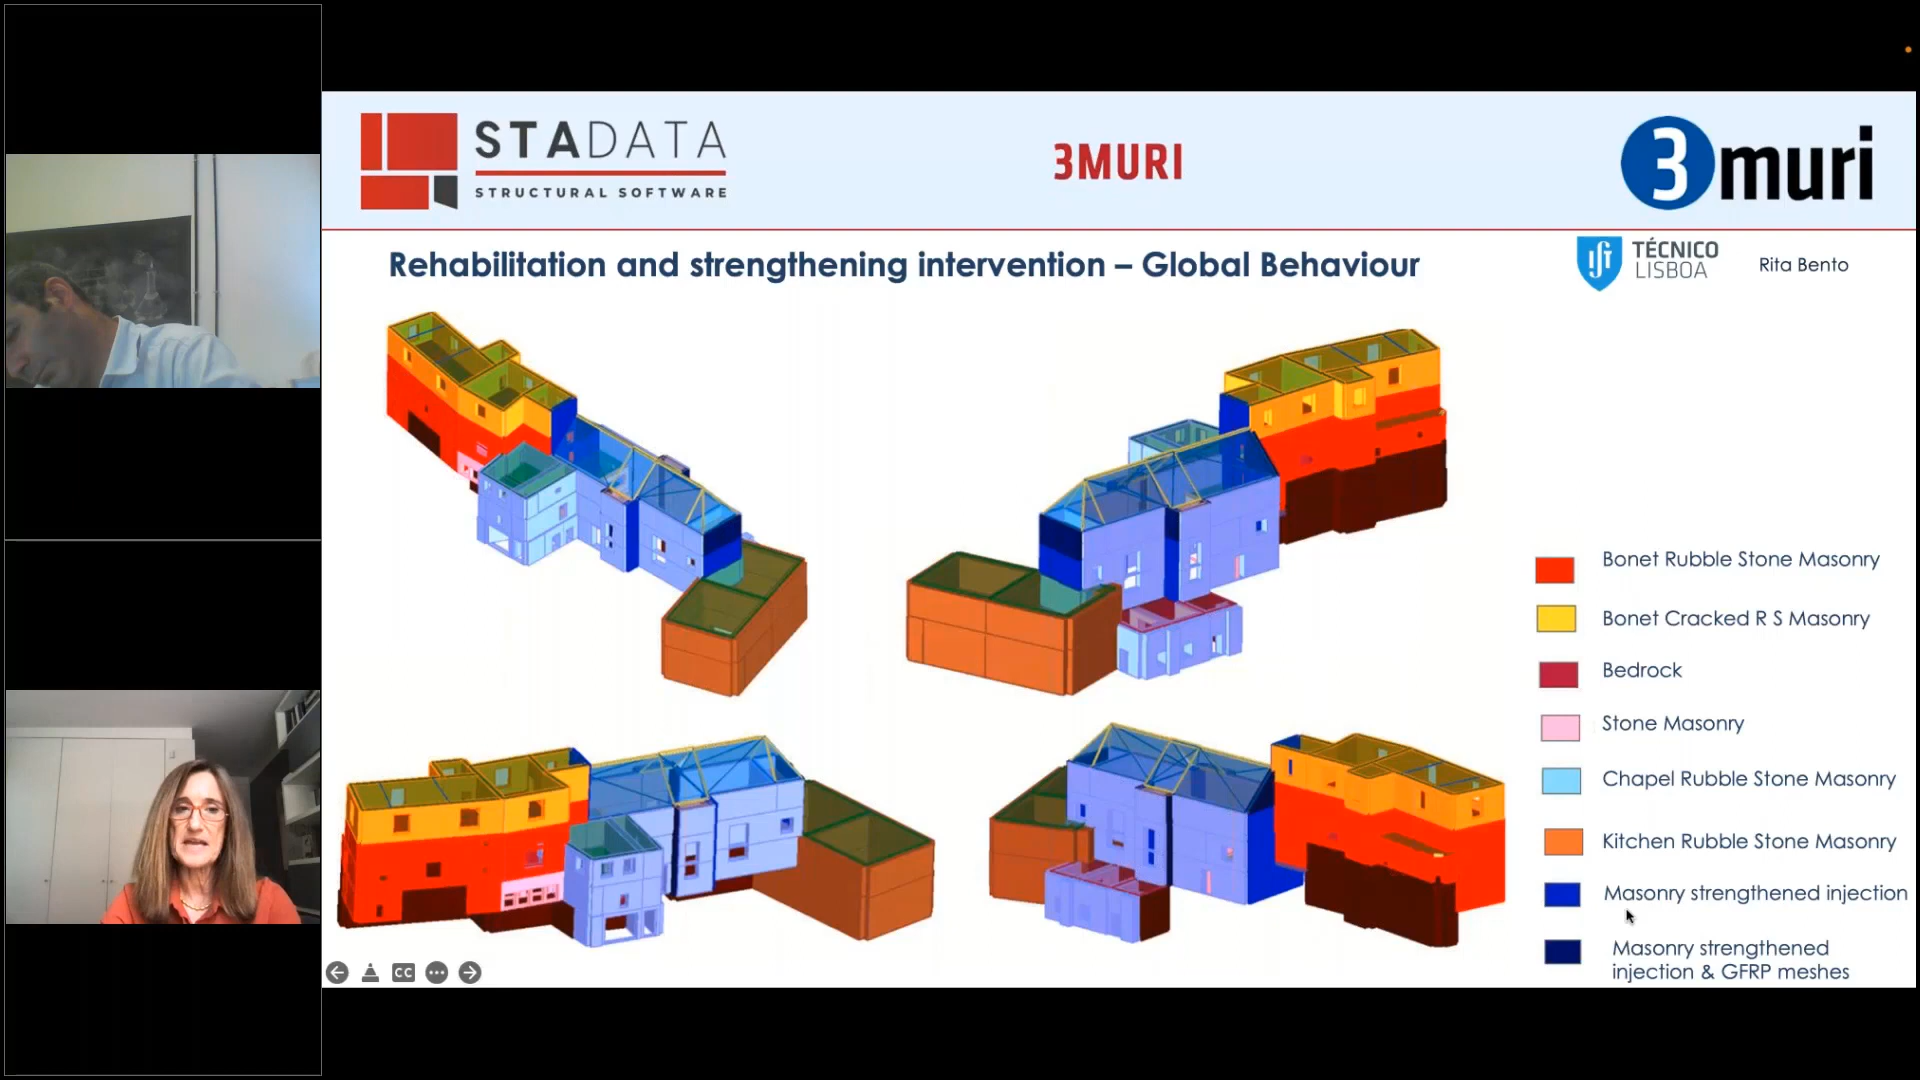 STADATA
STRUCTURAL SOFTWARE
3MURI
3muri
Rehabilitation and strengthening intervention – Global Behaviour
TÉCNICO
LISBOA
Rita Bento
Bonet Rubble Stone Masonry
Bonet Cracked R S Masonry
Bedrock
Stone Masonry
Chapel Rubble Stone Masonry
Kitchen Rubble Stone Masonry
Masonry strengthened injection
Masonry strengthened
injection & GFRP meshes
CC